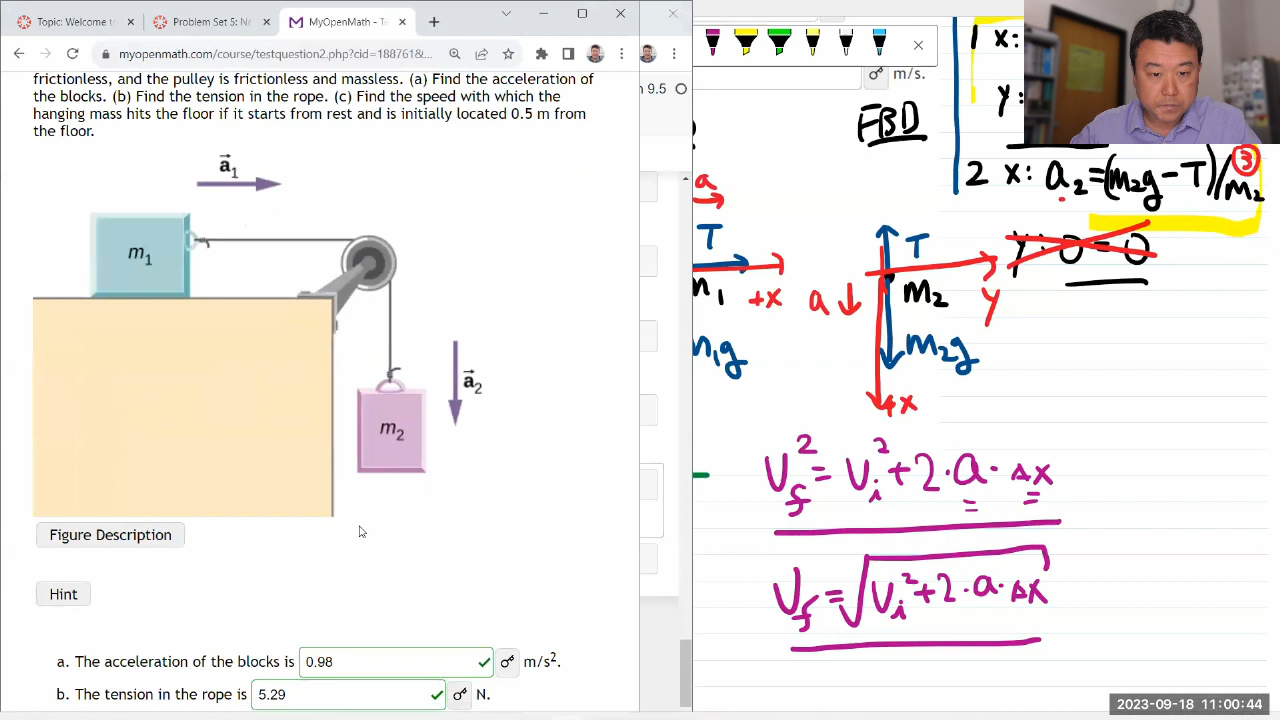 Topic: Welcome t
Problem Set 5: N
MyOpenMath - Te
myopenmath.com/course/testquestion2.php?cid=188761&...
n 9.5
m/s.
frictionless, and the pulley is frictionless and massless. (a) Find the acceleration of
the blocks. (b) Find the tension in the rope. (c) Find the speed with which the
hanging mass hits the floor if it starts from rest and is initially located 0.5 m from
the floor.
a⃗1
m1
m2
a⃗2
Figure Description
Hint
a. The acceleration of the blocks is 0.98 m/s².
b. The tension in the rope is 5.29 N.
FBD
1 x:
y:
2 x: a2=(m2g-T)/m2
3
y: 0=0
a
T
m1
+x
m1g
T
m2
a
y
m2g
+x
Vf²=Vi²+2·a·Δx
Vf=√Vi²+2·a·Δx
2023-09-18 11:00:44